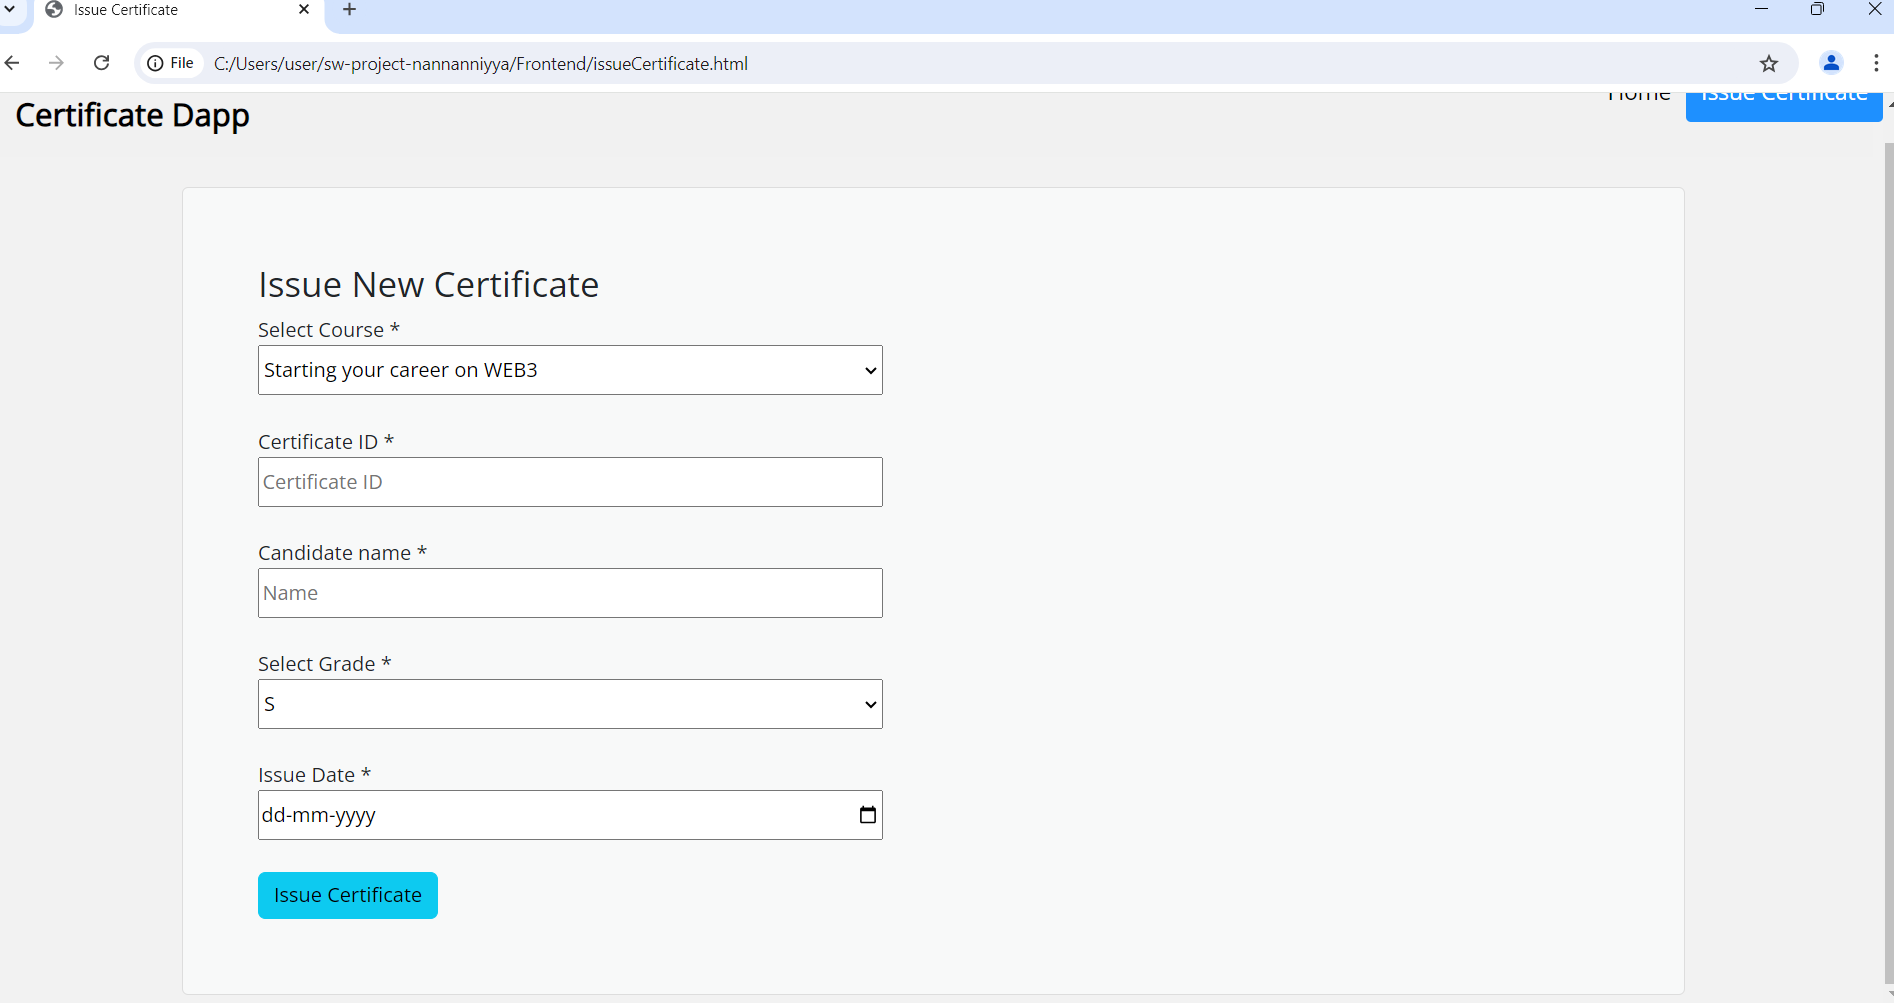 Issue Certificate
File C:/Users/user/sw-project-nannanniyya/Frontend/issueCertificate.html
Home Issue Certificate
Certificate Dapp
Issue New Certificate
Select Course *
Starting your career on WEB3
Certificate ID *
Certificate ID
Candidate name *
Name
Select Grade *
S
Issue Date *
dd-mm-yyyy
Issue Certificate